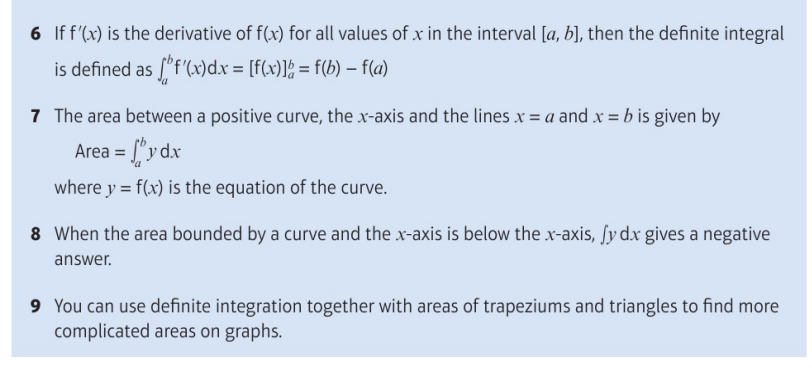 6 If f'(x) is the derivative of f(x) for all values of x in the interval [a, b], then the definite integral
is defined as ∫ₐᵇ f'(x)dx = [f(x)]ₐᵇ = f(b) – f(a)
7 The area between a positive curve, the x-axis and the lines x = a and x = b is given by
Area = ∫ₐᵇ y dx
where y = f(x) is the equation of the curve.
8 When the area bounded by a curve and the x-axis is below the x-axis, ∫y dx gives a negative
answer.
9 You can use definite integration together with areas of trapeziums and triangles to find more
complicated areas on graphs.